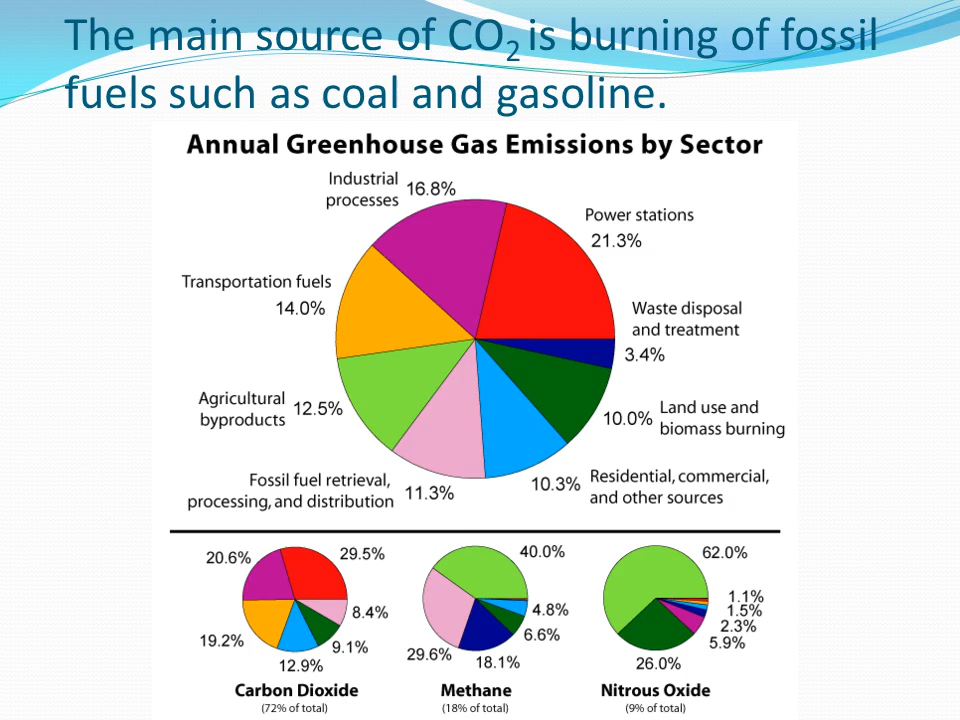 The main source of CO2 is burning of fossil
fuels such as coal and gasoline.
Annual Greenhouse Gas Emissions by Sector
Industrial
processes
16.8%
Power stations
21.3%
Transportation fuels
14.0%
Waste disposal
and treatment
3.4%
Agricultural
byproducts
12.5%
10.0%
Land use and
biomass burning
Fossil fuel retrieval,
processing, and distribution
11.3%
10.3%
Residential, commercial,
and other sources
20.6%
29.5%
8.4%
9.1%
12.9%
19.2%
Carbon Dioxide
(72% of total)
40.0%
4.8%
6.6%
18.1%
29.6%
Methane
(18% of total)
62.0%
1.1%
1.5%
2.3%
5.9%
26.0%
Nitrous Oxide
(9% of total)